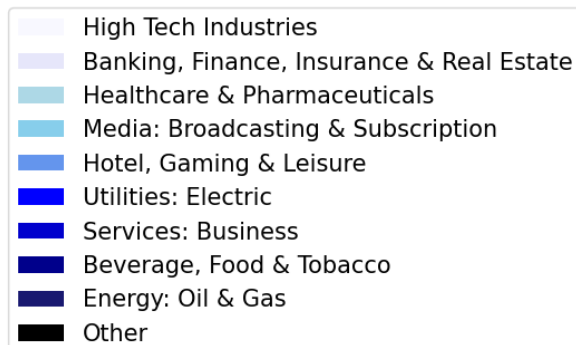 High Tech Industries
Banking, Finance, Insurance & Real Estate
Healthcare & Pharmaceuticals
Media: Broadcasting & Subscription
Hotel, Gaming & Leisure
Utilities: Electric
Services: Business
Beverage, Food & Tobacco
Energy: Oil & Gas
Other